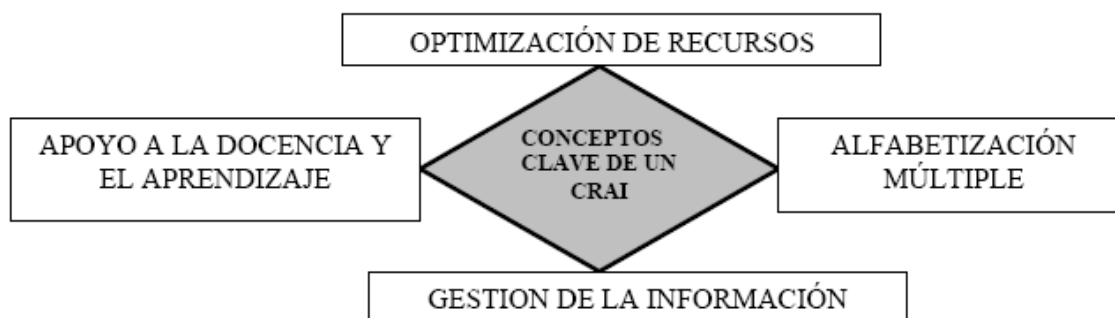 OPTIMIZACIÓN DE RECURSOS
APOYO A LA DOCENCIA Y
EL APRENDIZAJE
CONCEPTOS
CLAVE DE UN
CRAI
ALFABETIZACIÓN
MÚLTIPLE
GESTION DE LA INFORMACIÓN